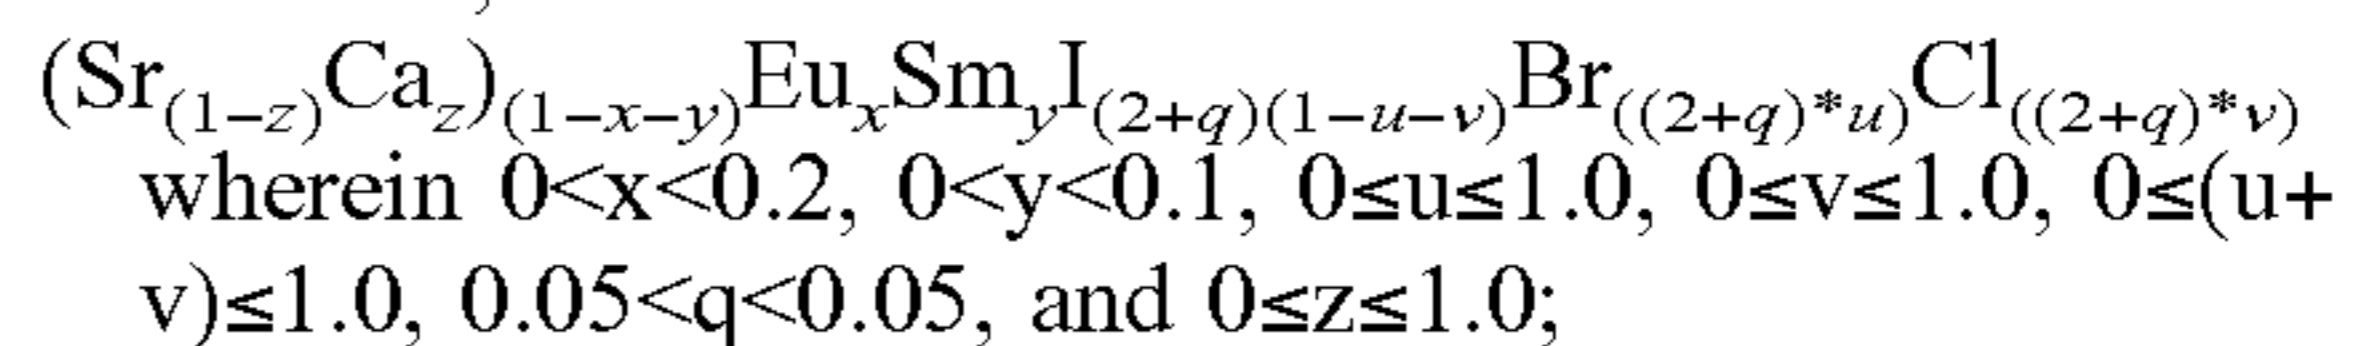 (Sr(1−z)Caz)(1−x−y)EuxSmyI(2+q)(1−u−v)Br((2+q)*u)Cl((2+q)*v)
wherein 0<x<0.2, 0<y<0.1, 0≤u≤1.0, 0≤v≤1.0, 0≤(u+
v)≤1.0, 0.05<q<0.05, and 0≤z≤1.0;